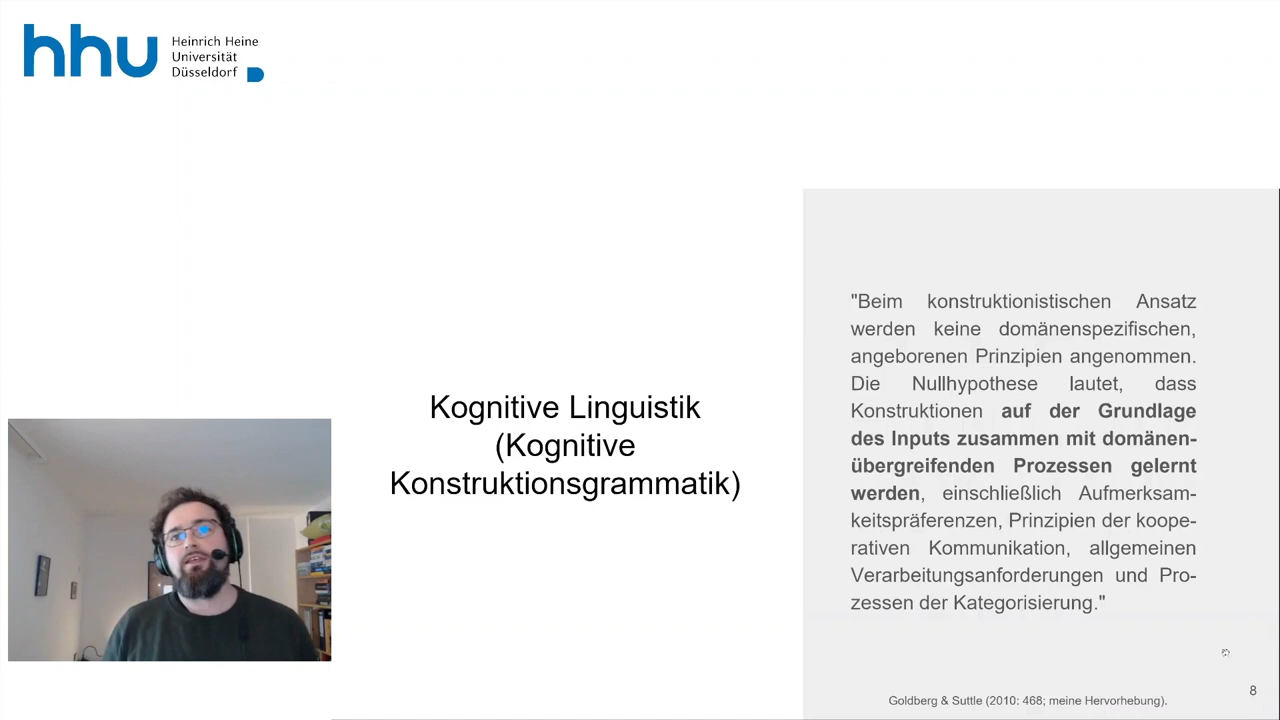 hhu Heinrich Heine
Universität
Düsseldorf
Kognitive Linguistik
(Kognitive
Konstruktionsgrammatik)
"Beim konstruktionistischen Ansatz
werden keine domänenspezifischen,
angeborenen Prinzipien angenommen.
Die Nullhypothese lautet, dass
Konstruktionen auf der Grundlage
des Inputs zusammen mit domänen-
übergreifenden Prozessen gelernt
werden, einschließlich Aufmerksam-
keitspräferenzen, Prinzipien der koope-
rativen Kommunikation, allgemeinen
Verarbeitungsanforderungen und Pro-
zessen der Kategorisierung."
Goldberg & Suttle (2010: 468; meine Hervorhebung).
8